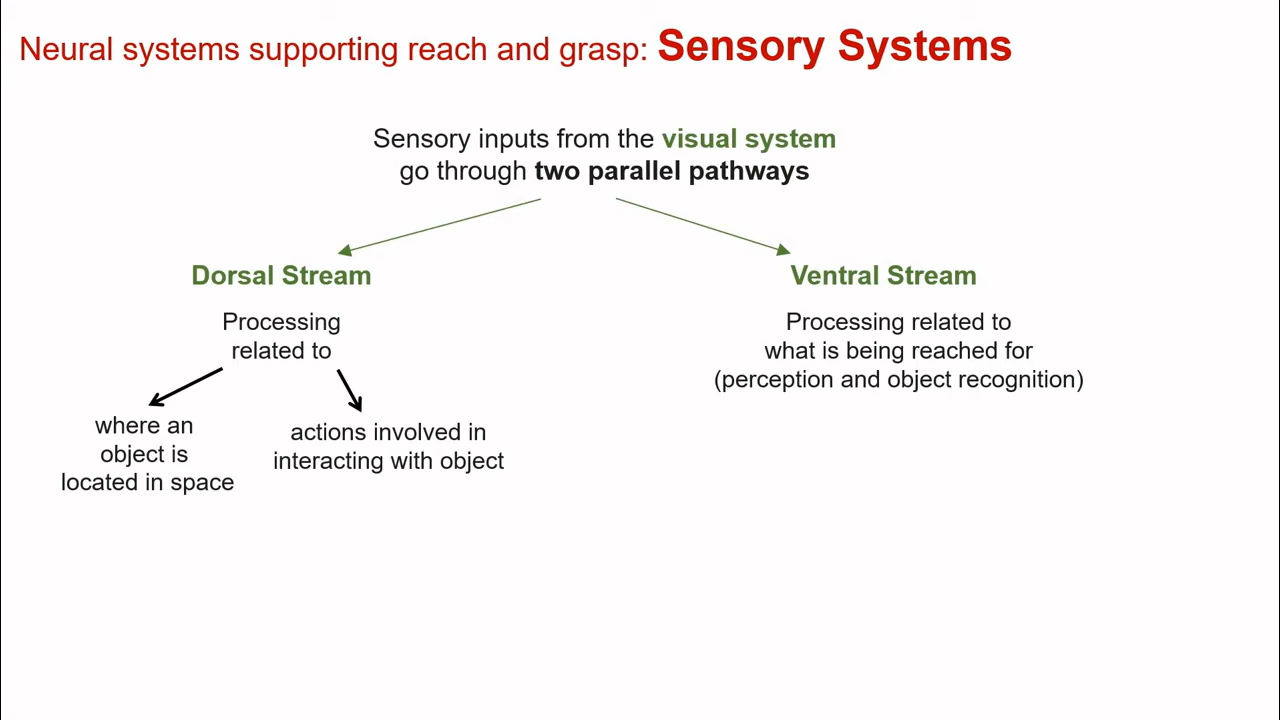 Neural systems supporting reach and grasp: Sensory Systems
Sensory inputs from the visual system
go through two parallel pathways
Dorsal Stream
Processing
related to
where an
object is
located in space
actions involved in
interacting with object
Ventral Stream
Processing related to
what is being reached for
(perception and object recognition)